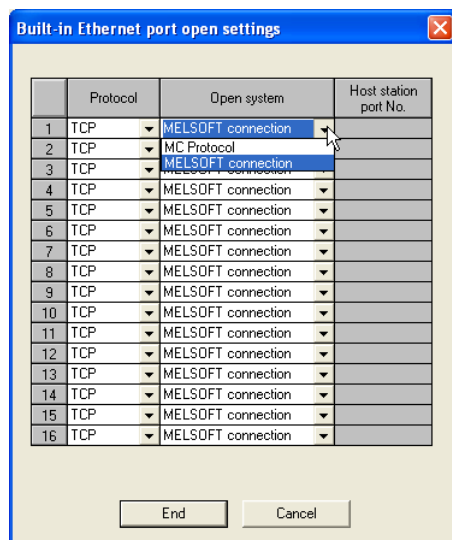 Built-in Ethernet port open settings
Protocol Open system Host station port No.
1 TCP MELSOFT connection
2 TCP MC Protocol
3 TCP MELSOFT connection
4 TCP MELSOFT connection
5 TCP MELSOFT connection
6 TCP MELSOFT connection
7 TCP MELSOFT connection
8 TCP MELSOFT connection
9 TCP MELSOFT connection
10 TCP MELSOFT connection
11 TCP MELSOFT connection
12 TCP MELSOFT connection
13 TCP MELSOFT connection
14 TCP MELSOFT connection
15 TCP MELSOFT connection
16 TCP MELSOFT connection
End Cancel